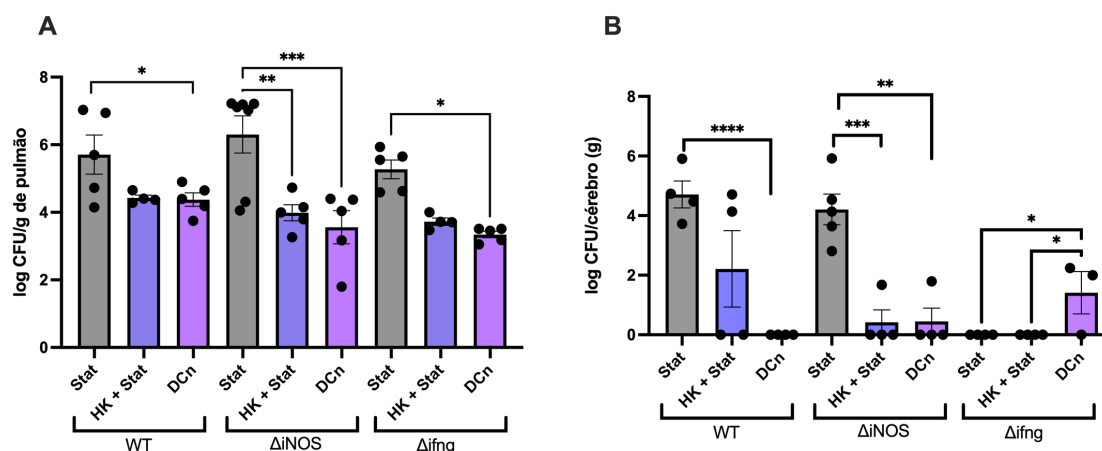 A
log CFU/g de pulmão
8
6
4
2
0
* ** *** *
Stat HK + Stat DCn Stat HK + Stat DCn Stat HK + Stat DCn
WT ΔiNOS Δifng
B
log CFU/cérebro (g)
8
6
4
2
0
**** *** ** * *
Stat HK + Stat DCn Stat HK + Stat DCn Stat HK + Stat DCn
WT ΔiNOS Δifng